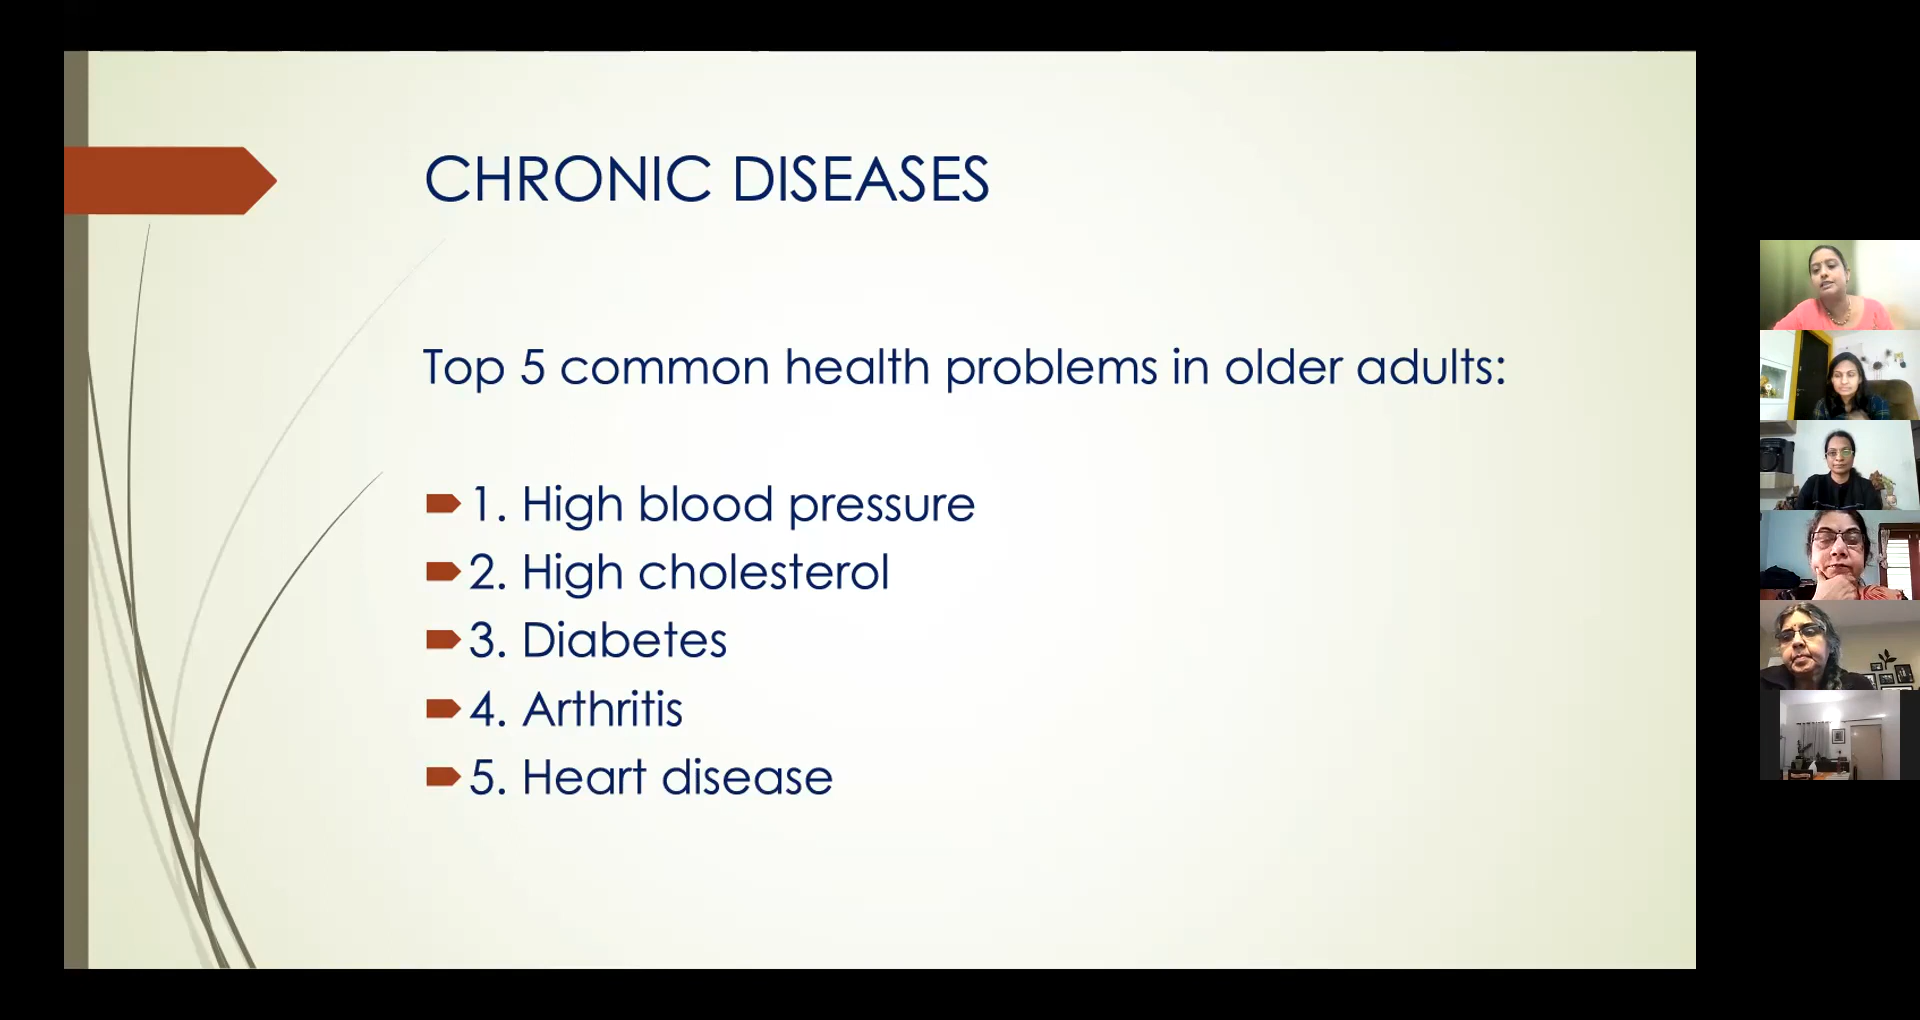 CHRONIC DISEASES
Top 5 common health problems in older adults:
1. High blood pressure
2. High cholesterol
3. Diabetes
4. Arthritis
5. Heart disease